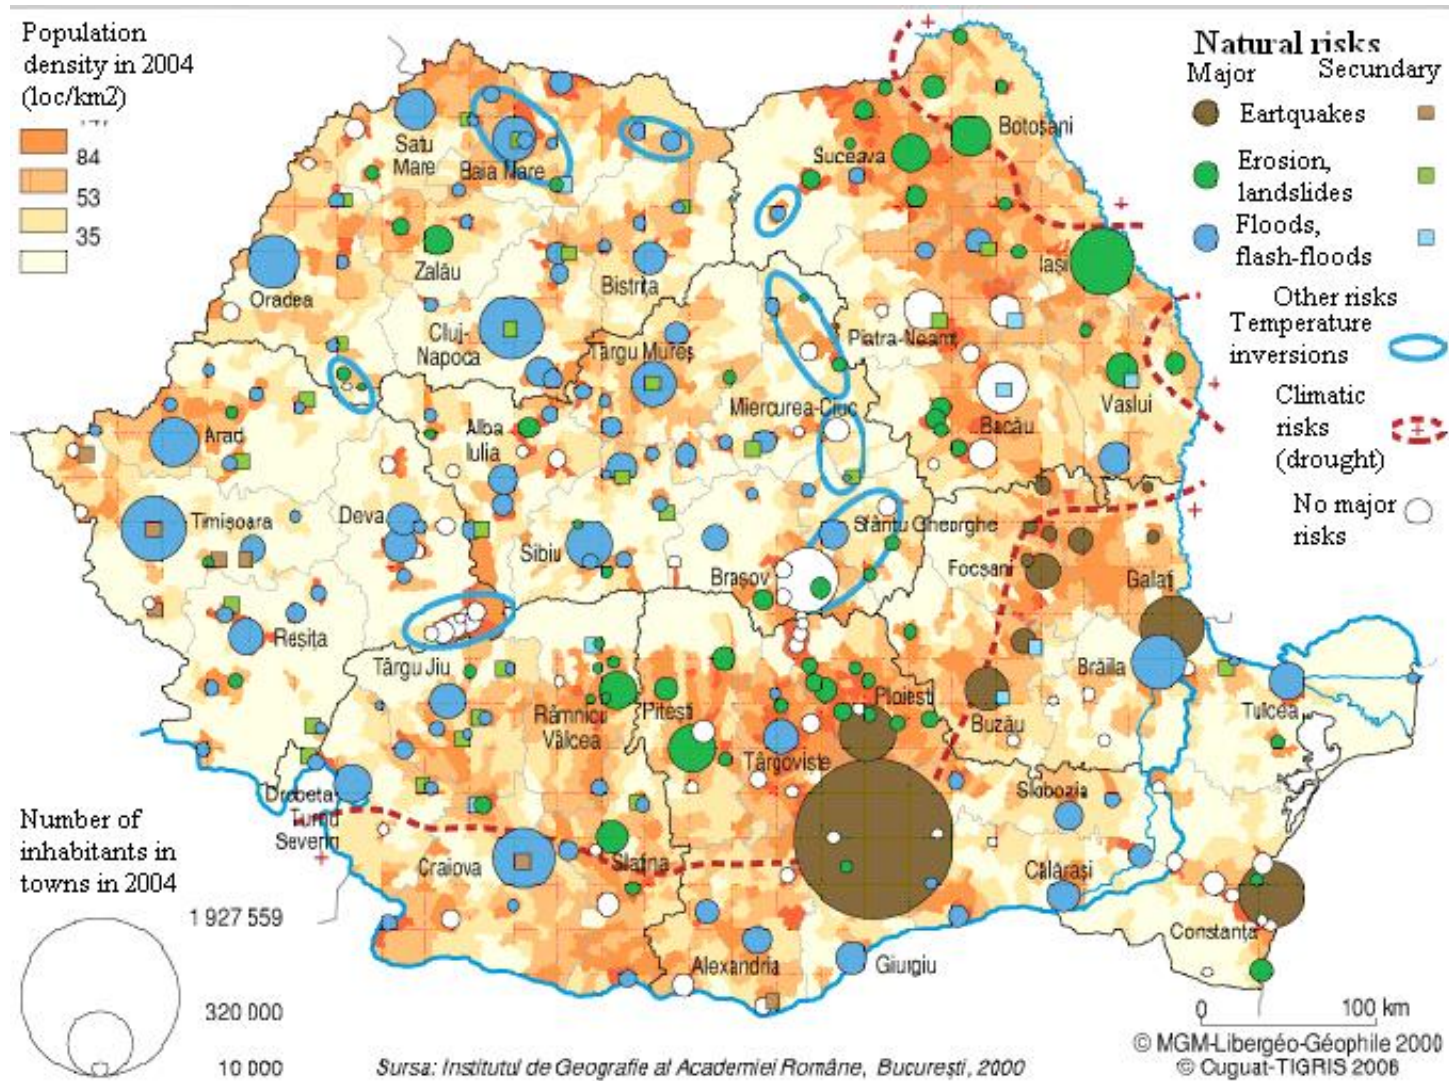 Population
density in 2004
(loc/km2)
84
53
35
Natural risks
Major Secundary
Eartquakes
Erosion,
landslides
Floods,
flash-floods
Other risks
Temperature
inversions
Climatic
risks
(drought)
No major
risks
Satu
Mare
Baia Mare
Suceava
Botoșani
Oradea
Zalău
Bistrița
Iași
Cluj-
Napoca
Târgu Mureș
Piatra-Neamț
Miercurea-Ciuc
Bacău
Vaslui
Arad
Alba
Iulia
Timișoara
Deva
Sibiu
Brașov
Sfântu Gheorghe
Focșani
Galați
Reșița
Târgu Jiu
Râmnicu
Vâlcea
Pitești
Ploiești
Târgoviște
Buzău
Brăila
Tulcea
Drobeta-
Turnu
Severin
Craiova
Slatina
Slobozia
Călărași
Constanța
Alexandria
Giurgiu
Number of
inhabitants in
towns in 2004
1 927 559
320 000
10 000
0 100 km
Sursa: Institutul de Geografie al Academiei Române, București, 2000
© MGM-Libergéo-Géophile 2000
© Cuguat-TIGRIS 2006